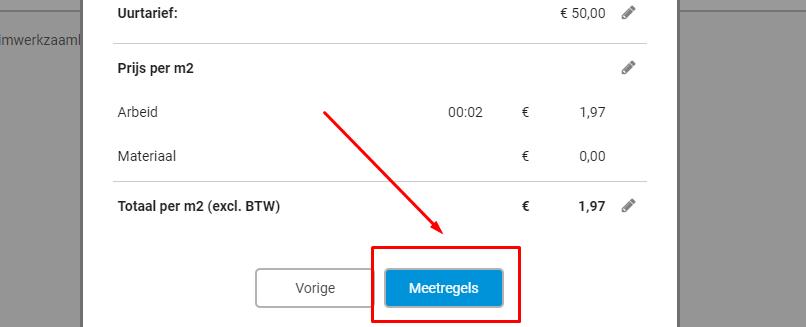 Uurtarief: € 50,00
Prijs per m2
Arbeid 00:02 € 1,97
Materiaal € 0,00
Totaal per m2 (excl. BTW) € 1,97
Vorige Meetregels